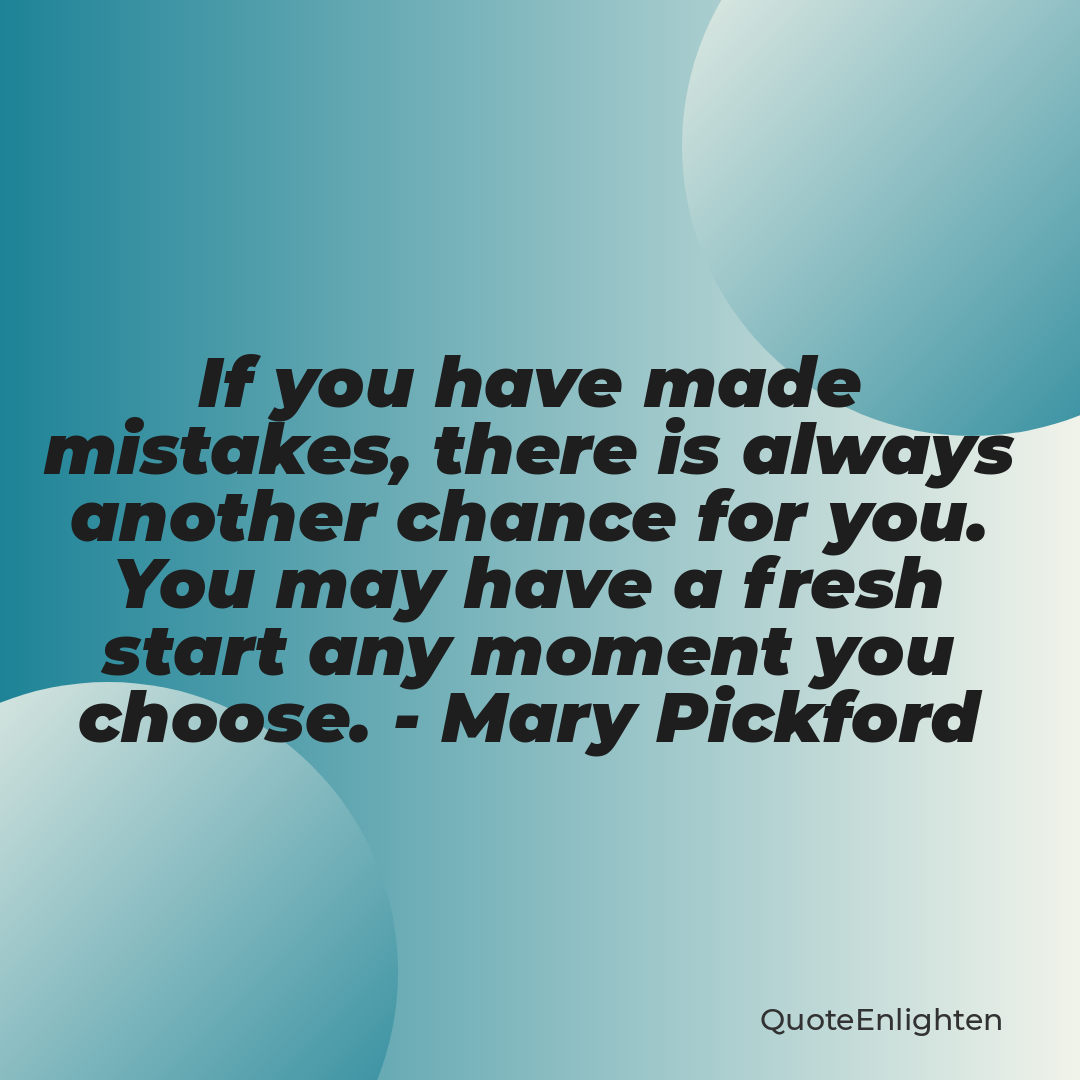 If you have made
mistakes, there is always
another chance for you.
You may have a fresh
start any moment you
choose. - Mary Pickford
QuoteEnlighten